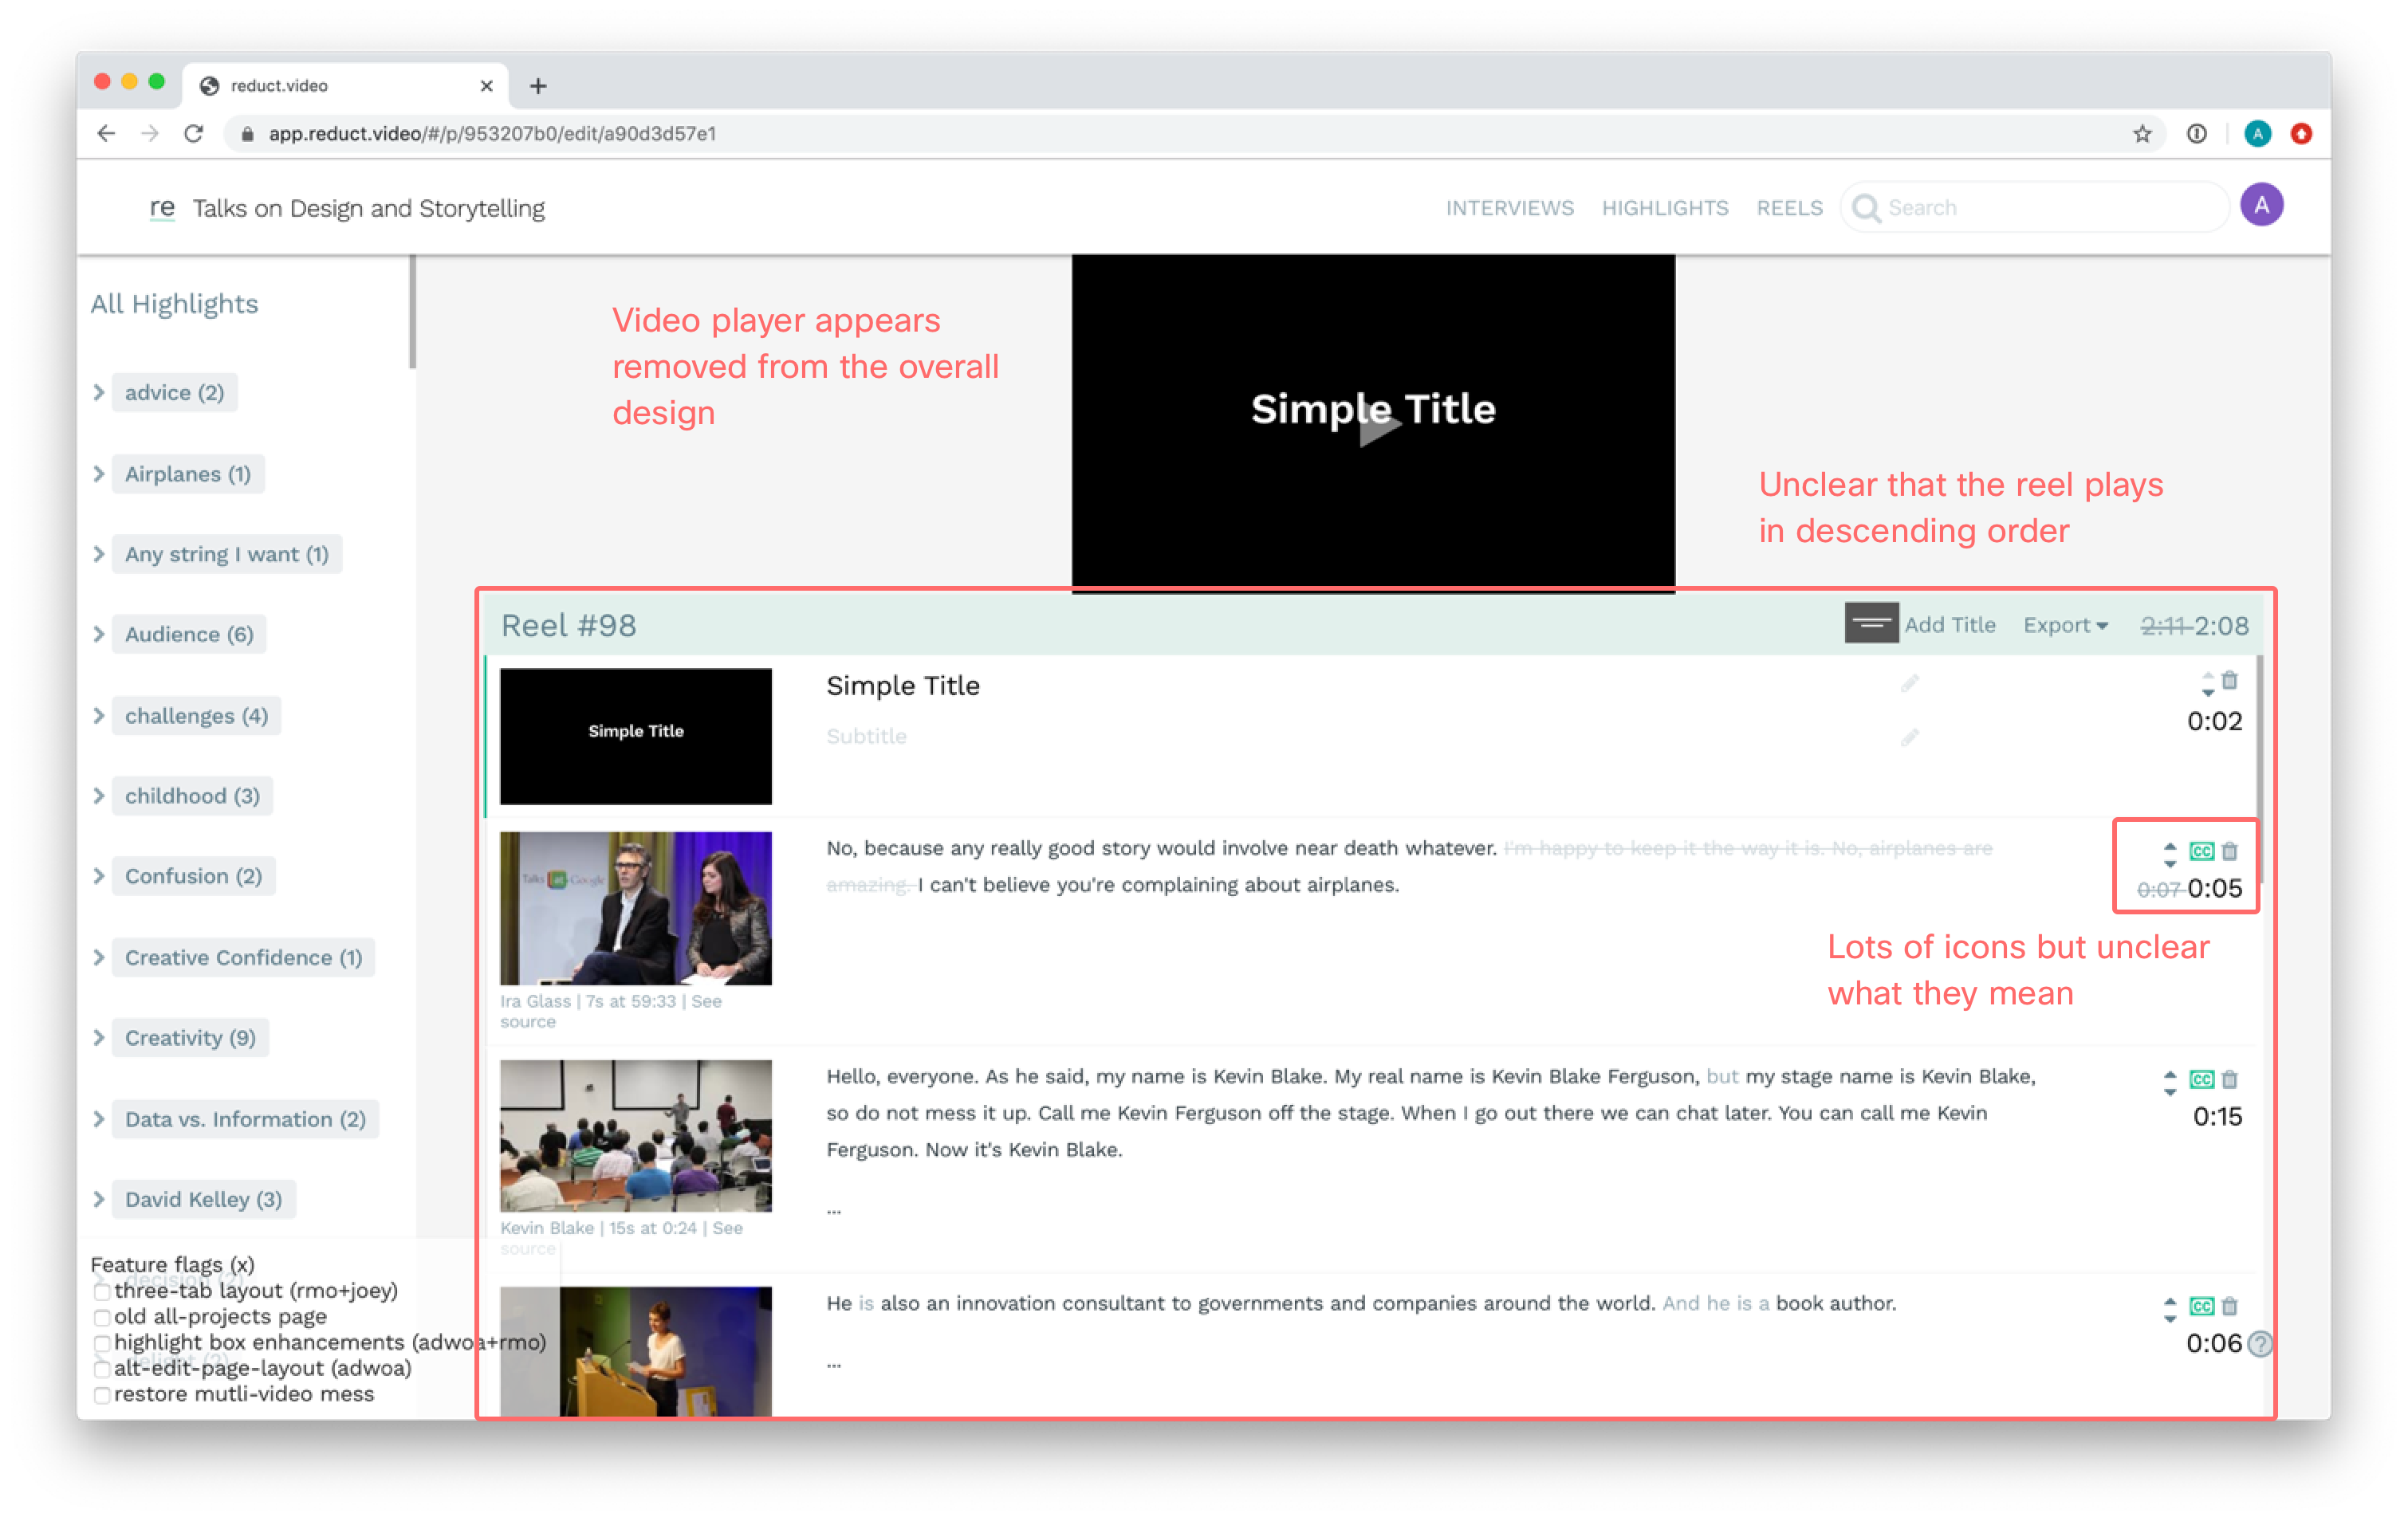 reduct.video
app.reduct.video/#/p/953207b0/edit/a90d3d57e1
A
re Talks on Design and Storytelling
INTERVIEWS HIGHLIGHTS REELS Search A
All Highlights
advice (2)
Airplanes (1)
Any string I want (1)
Audience (6)
challenges (4)
childhood (3)
Confusion (2)
Creative Confidence (1)
Creativity (9)
Data vs. Information (2)
David Kelley (3)
decision (2)
delight (2)
Feature flags (x)
three-tab layout (rmo+joey)
old all-projects page
highlight box enhancements (adwoa+rmo)
alt-edit-page-layout (adwoa)
restore mutli-video mess
Video player appears
removed from the overall
design
Simple Title
Unclear that the reel plays
in descending order
Reel #98 Add Title Export 2:11 2:08
Simple Title
Simple Title
Subtitle
0:02
Talks at Google
No, because any really good story would involve near death whatever. I'm happy to keep it the way it is. No, airplanes are
amazing. I can't believe you're complaining about airplanes.
CC
0:07 0:05
Ira Glass | 7s at 59:33 | See
source
Lots of icons but unclear
what they mean
Hello, everyone. As he said, my name is Kevin Blake. My real name is Kevin Blake Ferguson, but my stage name is Kevin Blake,
so do not mess it up. Call me Kevin Ferguson off the stage. When I go out there we can chat later. You can call me Kevin
Ferguson. Now it's Kevin Blake.
...
CC
0:15
Kevin Blake | 15s at 0:24 | See
source
He is also an innovation consultant to governments and companies around the world. And he is a book author.
...
CC
0:06 ?